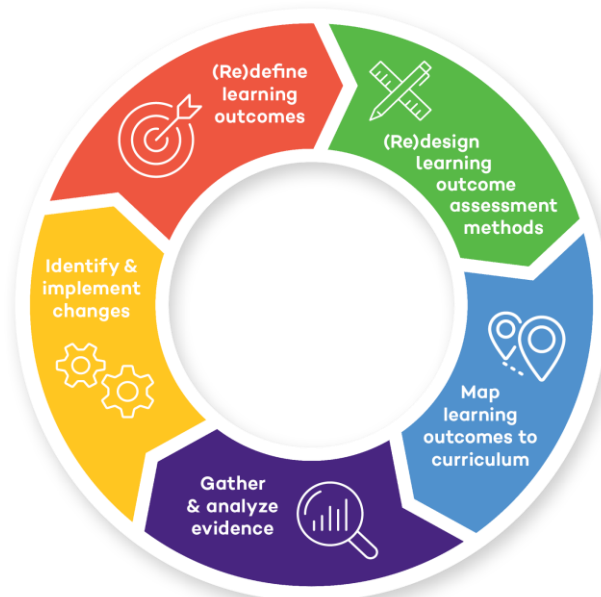 (Re)define
learning
outcomes
(Re)design
learning
outcome
assessment
methods
Map
learning
outcomes to
curriculum
Gather
& analyze
evidence
Identify &
implement
changes